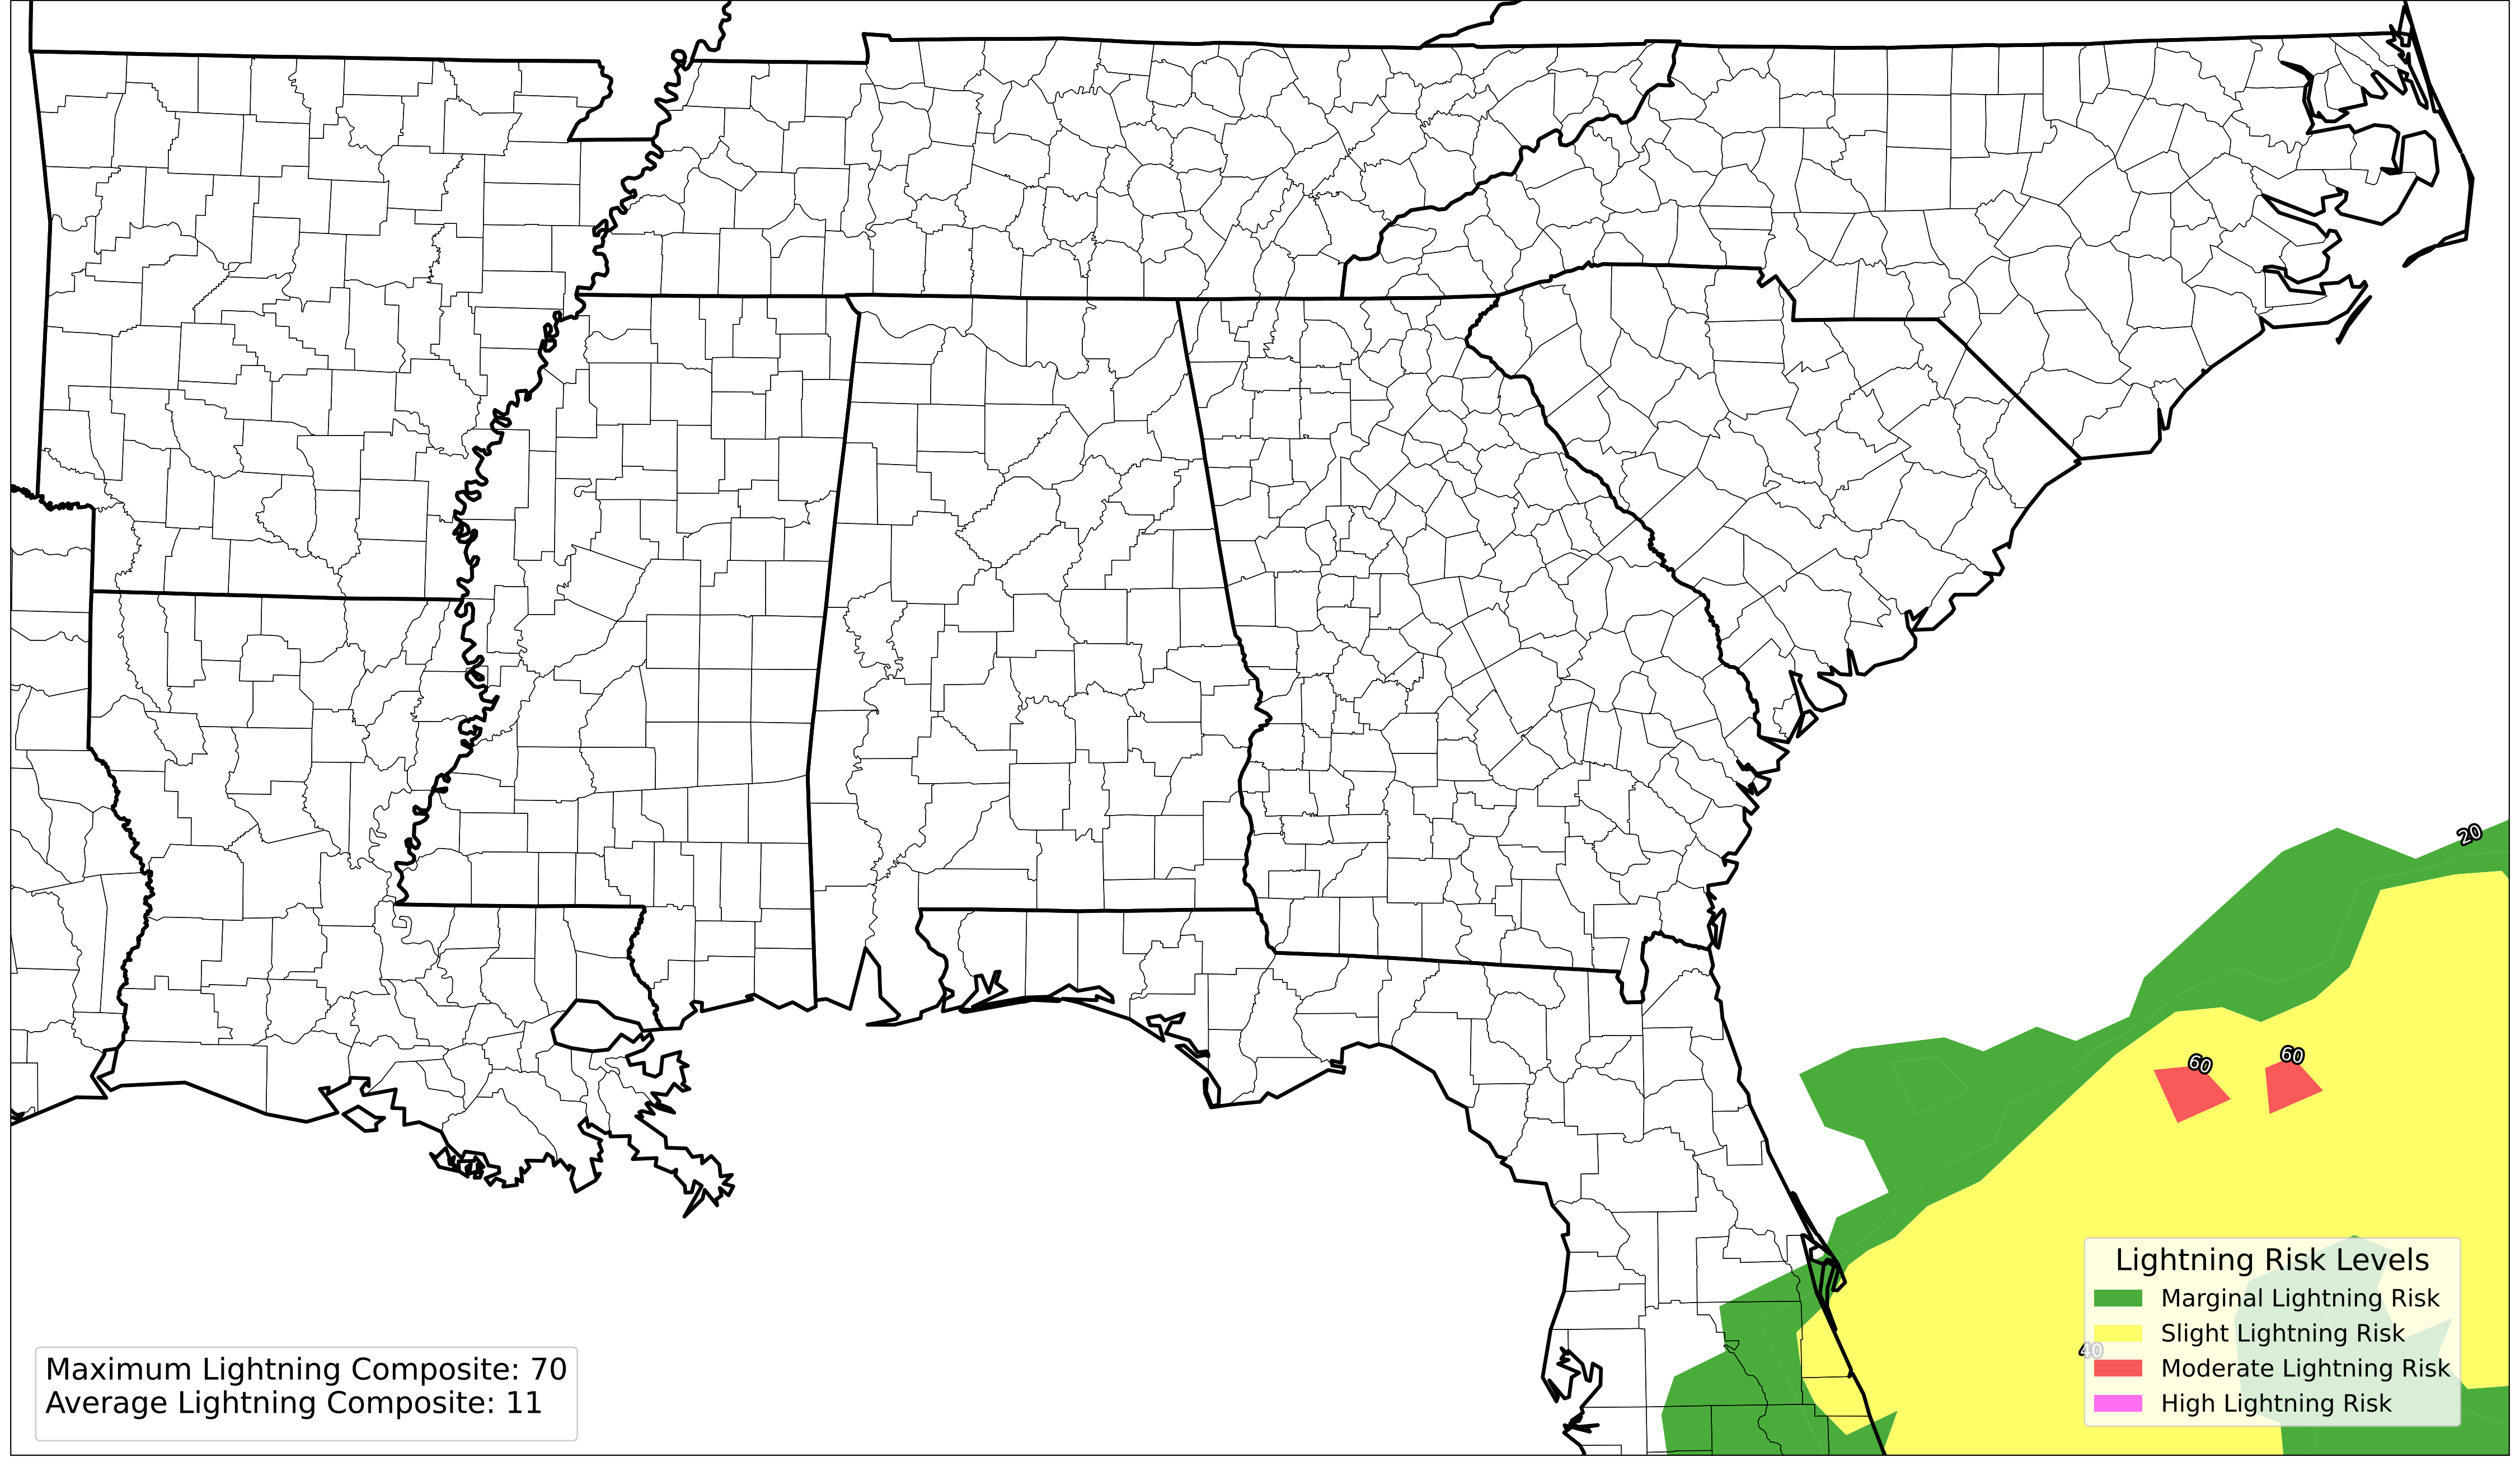 20
60
60
Lightning Risk Levels
Marginal Lightning Risk
Slight Lightning Risk
40
Moderate Lightning Risk
High Lightning Risk
Maximum Lightning Composite: 70
Average Lightning Composite: 11